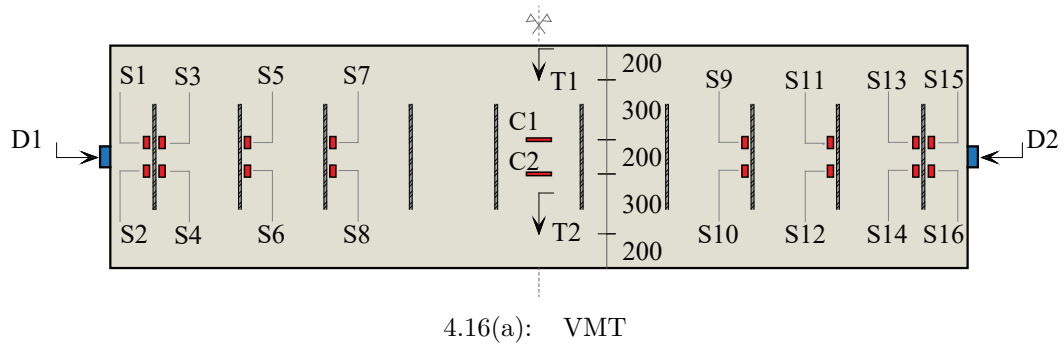 200
S1 S3 S5 S7 T1 S9 S11 S13 S15
300
C1
D1 D2
C2 200
300
S2 S4 S6 S8 T2 S10 S12 S14 S16
200
4.16(a): VMT